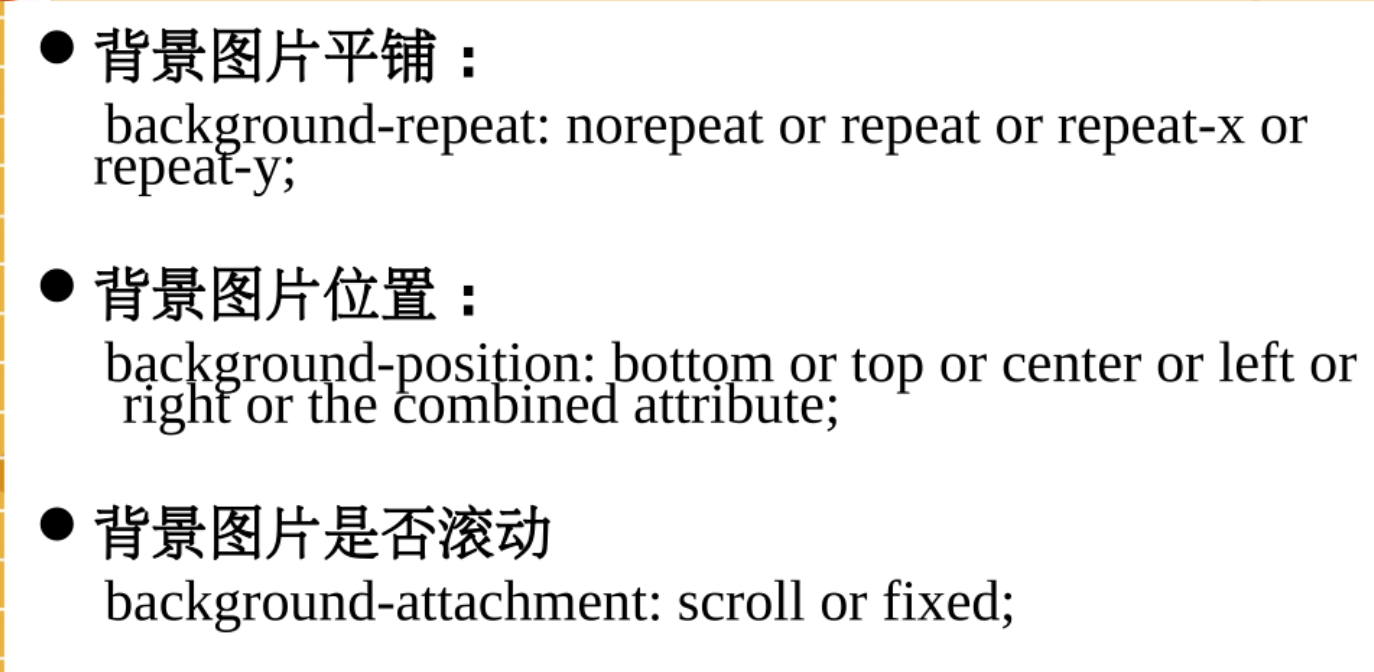 ● 背景图片平铺：
background-repeat: norepeat or repeat or repeat-x or
repeat-y;
● 背景图片位置：
background-position: bottom or top or center or left or
right or the combined attribute;
● 背景图片是否滚动
background-attachment: scroll or fixed;